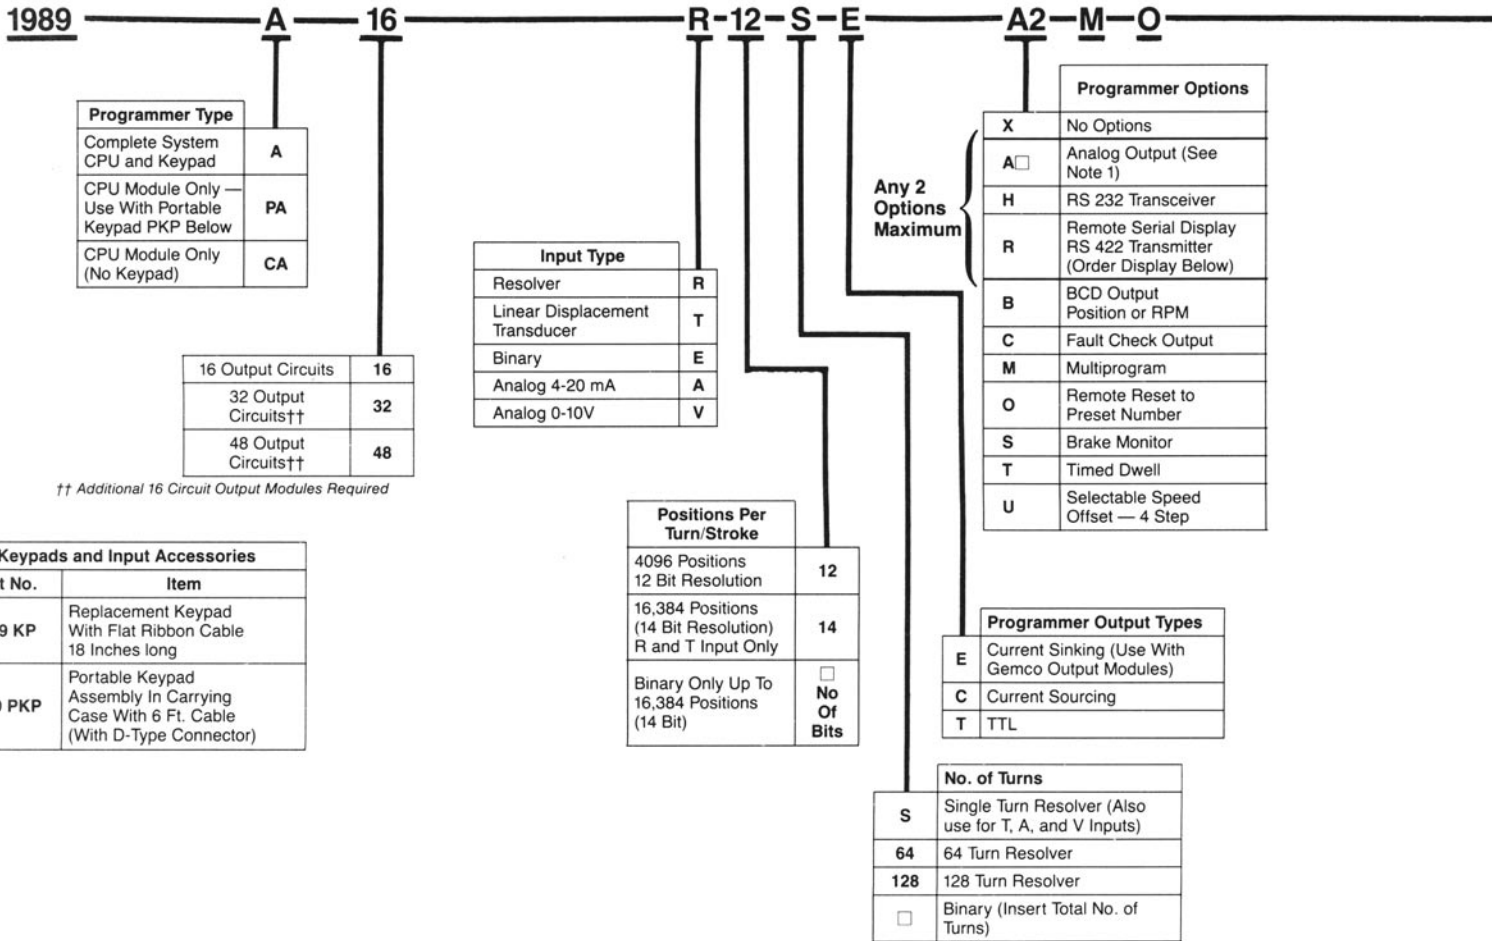 1989 A 16 R-12-S-E A2-M-O
Programmer Type
Complete System
CPU and Keypad
A
CPU Module Only —
Use With Portable
Keypad PKP Below
PA
CPU Module Only
(No Keypad)
CA
16 Output Circuits
16
32 Output
Circuits††
32
48 Output
Circuits††
48
†† Additional 16 Circuit Output Modules Required
Keypads and Input Accessories
t No.
Item
9 KP
Replacement Keypad
With Flat Ribbon Cable
18 Inches long
PKP
Portable Keypad
Assembly In Carrying
Case With 6 Ft. Cable
(With D-Type Connector)
Input Type
Resolver
R
Linear Displacement
Transducer
T
Binary
E
Analog 4-20 mA
A
Analog 0-10V
V
Positions Per
Turn/Stroke
4096 Positions
12 Bit Resolution
12
16,384 Positions
(14 Bit Resolution)
R and T Input Only
14
Binary Only Up To
16,384 Positions
(14 Bit)
□
No
Of
Bits
Any 2
Options
Maximum
Programmer Options
X
No Options
A□
Analog Output (See
Note 1)
H
RS 232 Transceiver
R
Remote Serial Display
RS 422 Transmitter
(Order Display Below)
B
BCD Output
Position or RPM
C
Fault Check Output
M
Multiprogram
O
Remote Reset to
Preset Number
S
Brake Monitor
T
Timed Dwell
U
Selectable Speed
Offset — 4 Step
Programmer Output Types
E
Current Sinking (Use With
Gemco Output Modules)
C
Current Sourcing
T
TTL
No. of Turns
S
Single Turn Resolver (Also
use for T, A, and V Inputs)
64
64 Turn Resolver
128
128 Turn Resolver
□
Binary (Insert Total No. of
Turns)